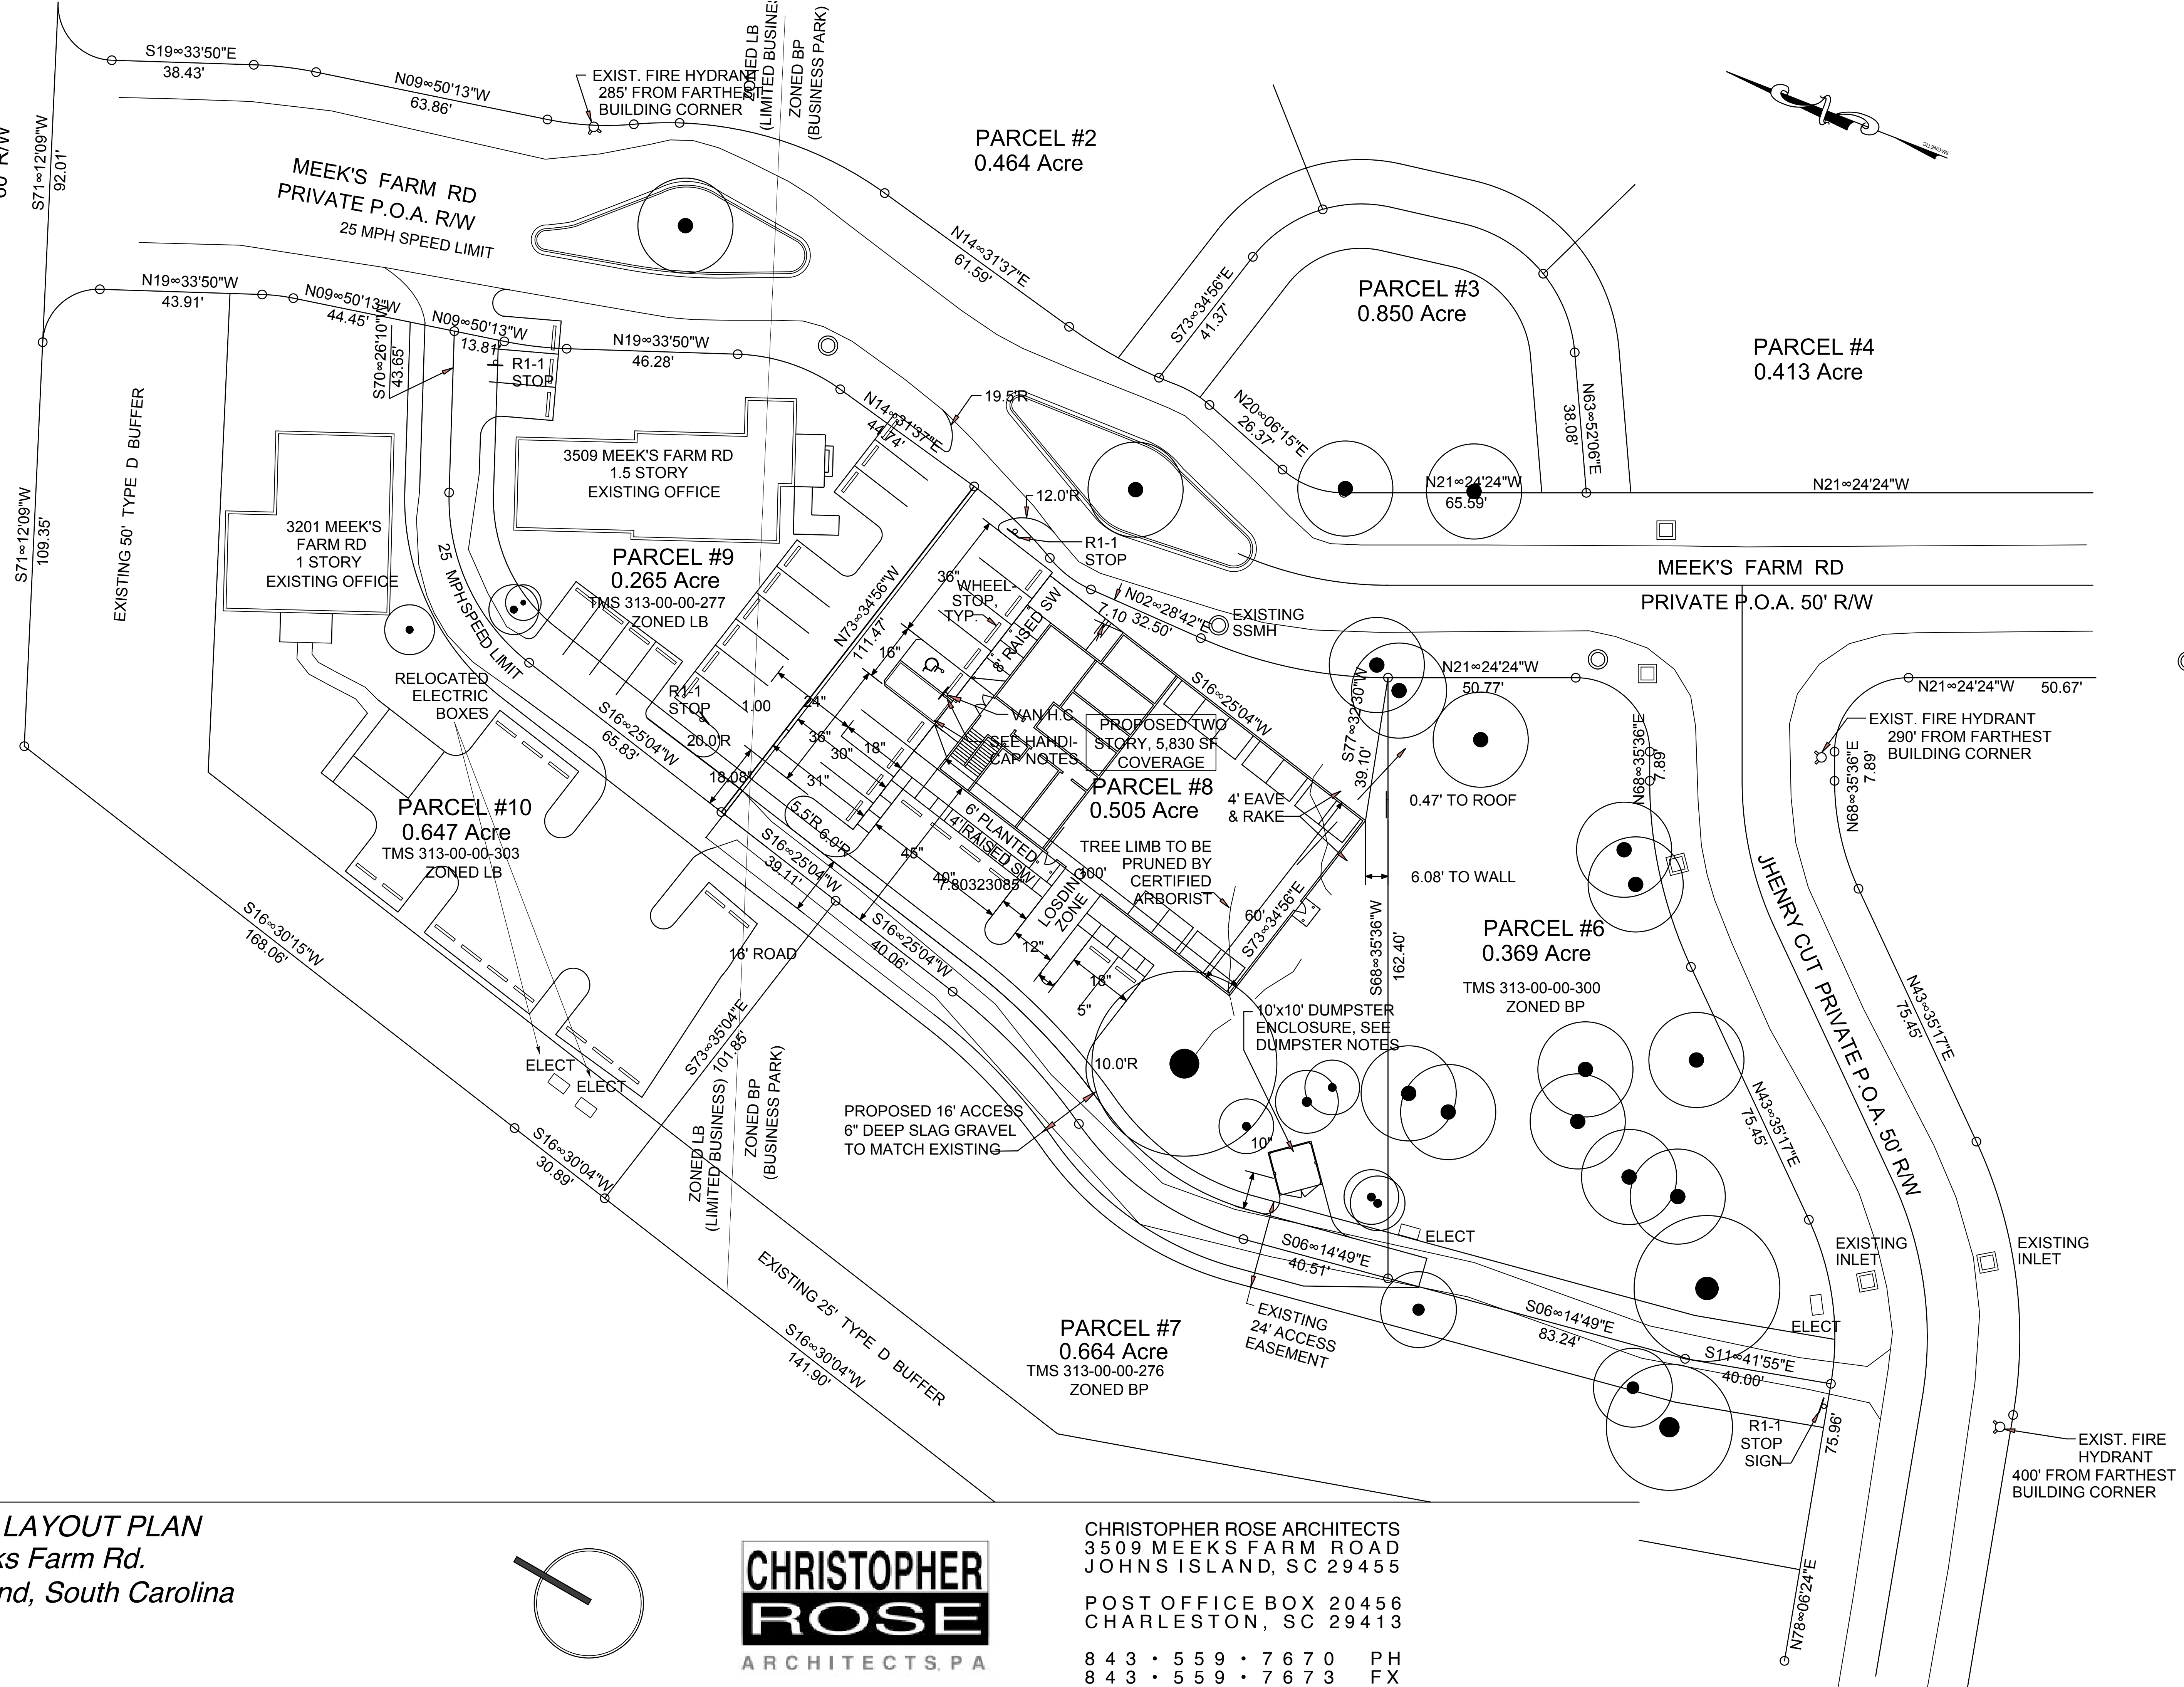 S19∞33'50"E
38.43'
N09∞50'13"W
63.86'
EXIST. FIRE HYDRANT
285' FROM FARTHEST
BUILDING CORNER
ZONED LB
(LIMITED BUSINES
ZONED BP
(BUSINESS PARK)
S71∞12'09"W
92.01'
MEEK'S FARM RD
PRIVATE P.O.A. R/W
25 MPH SPEED LIMIT
PARCEL #2
0.464 Acre
N14∞31'37"E
61.59'
S73∞34'56"E
41.37'
PARCEL #3
0.850 Acre
PARCEL #4
0.413 Acre
MAGNETIC
N19∞33'50"W
43.91'
N09∞50'13"W
44.45'
N09∞50'13"W
13.81'
S70∞26'10"W
43.65'
R1-1
STOP
N19∞33'50"W
46.28'
N14∞31'37"E
44.74'
19.5'R
N20∞06'15"E
26.37'
N63∞52'06"E
38.08'
N21∞24'24"W
65.59'
N21∞24'24"W
MEEK'S FARM RD
PRIVATE P.O.A. 50' R/W
EXISTING 50' TYPE D BUFFER
S71∞12'09"W
109.35'
3201 MEEK'S
FARM RD
1 STORY
EXISTING OFFICE
3509 MEEK'S FARM RD
1.5 STORY
EXISTING OFFICE
PARCEL #9
0.265 Acre
TMS 313-00-00-277
ZONED LB
25 MPH SPEED LIMIT
12.0'R
R1-1
STOP
36"
WHEEL-
STOP,
TYP.
8' RAISED SW
N73∞34'56"W
111.47'
16"
N02∞28'42"E
7.10 32.50'
EXISTING
SSMH
S16∞25'04"W
N21∞24'24"W
50.77'
S77∞32'30"W
39.10'
N21∞24'24"W 50.67'
EXIST. FIRE HYDRANT
290' FROM FARTHEST
BUILDING CORNER
N68∞35'36"E
7.89'
N68∞35'36"E
7.89'
RELOCATED
ELECTRIC
BOXES
R1-1
STOP
1.00
24"
20.0'R
36"
30"
18"
31"
18.08"
S16∞25'04"W
65.83'
VAN H.C.
SEE HAHDI-
CAP NOTES
PROPOSED TWO
STORY, 5,830 SF
COVERAGE
PARCEL #8
0.505 Acre
4' EAVE
& RAKE
0.47' TO ROOF
PARCEL #10
0.647 Acre
TMS 313-00-00-303
ZONED LB
5.5'R
6.0'R
S16∞25'04"W
39.11'
45"
40"
7.80323085"
6' PLANTED
4' RAISED SW
100'
TREE LIMB TO BE
PRUNED BY
CERTIFIED
ARBORIST
6.08' TO WALL
LOSDING
ZONE
60'
S73∞34'56"E
S68∞35'36"W
162.40'
PARCEL #6
0.369 Acre
TMS 313-00-00-300
ZONED BP
JHENRY CUT PRIVATE P.O.A. 50' R/W
S16∞30'15"W
168.06'
16' ROAD
S16∞25'04"W
40.06'
12"
18"
5"
10'x10' DUMPSTER
ENCLOSURE, SEE
DUMPSTER NOTES
N43∞35'17"E
75.45'
N43∞35'17"E
75.45'
S73∞35'04"E
101.85'
ELECT
ELECT
10.0'R
ZONED LB
(LIMITED BUSINESS)
ZONED BP
(BUSINESS PARK)
PROPOSED 16' ACCESS
6" DEEP SLAG GRAVEL
TO MATCH EXISTING
10"
S16∞30'04"W
30.89'
ELECT
S06∞14'49"E
40.51'
EXISTING
INLET
EXISTING
INLET
EXISTING 25' TYPE D BUFFER
S16∞30'04"W
141.90'
PARCEL #7
0.664 Acre
TMS 313-00-00-276
ZONED BP
EXISTING
24' ACCESS
EASEMENT
S06∞14'49"E
83.24'
ELECT
S11∞41'55"E
40.00'
R1-1
STOP
SIGN
75.96'
N78∞06'24"E
EXIST. FIRE
HYDRANT
400' FROM FARTHEST
BUILDING CORNER
LAYOUT PLAN
ks Farm Rd.
nd, South Carolina
CHRISTOPHER
ROSE
ARCHITECTS, PA
CHRISTOPHER ROSE ARCHITECTS
3509 MEEKS FARM ROAD
JOHNS ISLAND, SC 29455
POST OFFICE BOX 20456
CHARLESTON, SC 29413
843 • 559 • 7670 PH
843 • 559 • 7673 FX